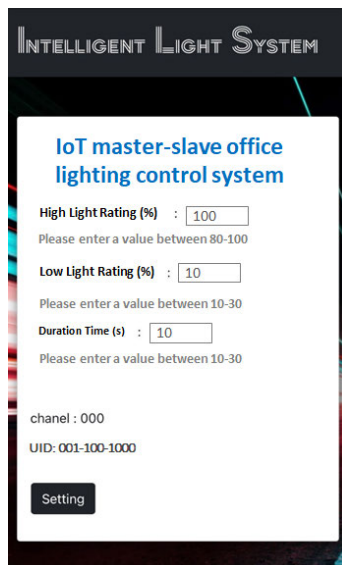 INTELLIGENT LIGHT SYSTEM
IoT master-slave office
lighting control system
High Light Rating (%) : 100
Please enter a value between 80-100
Low Light Rating (%) : 10
Please enter a value between 10-30
Duration Time (s) : 10
Please enter a value between 10-30
chanel : 000
UID: 001-100-1000
Setting